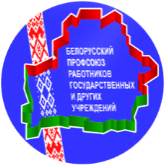 БЕЛОРУССКИЙ
ПРОФСОЮЗ
РАБОТНИКОВ
ГОСУДАРСТВЕННЫХ
И ДРУГИХ
УЧРЕЖДЕНИЙ